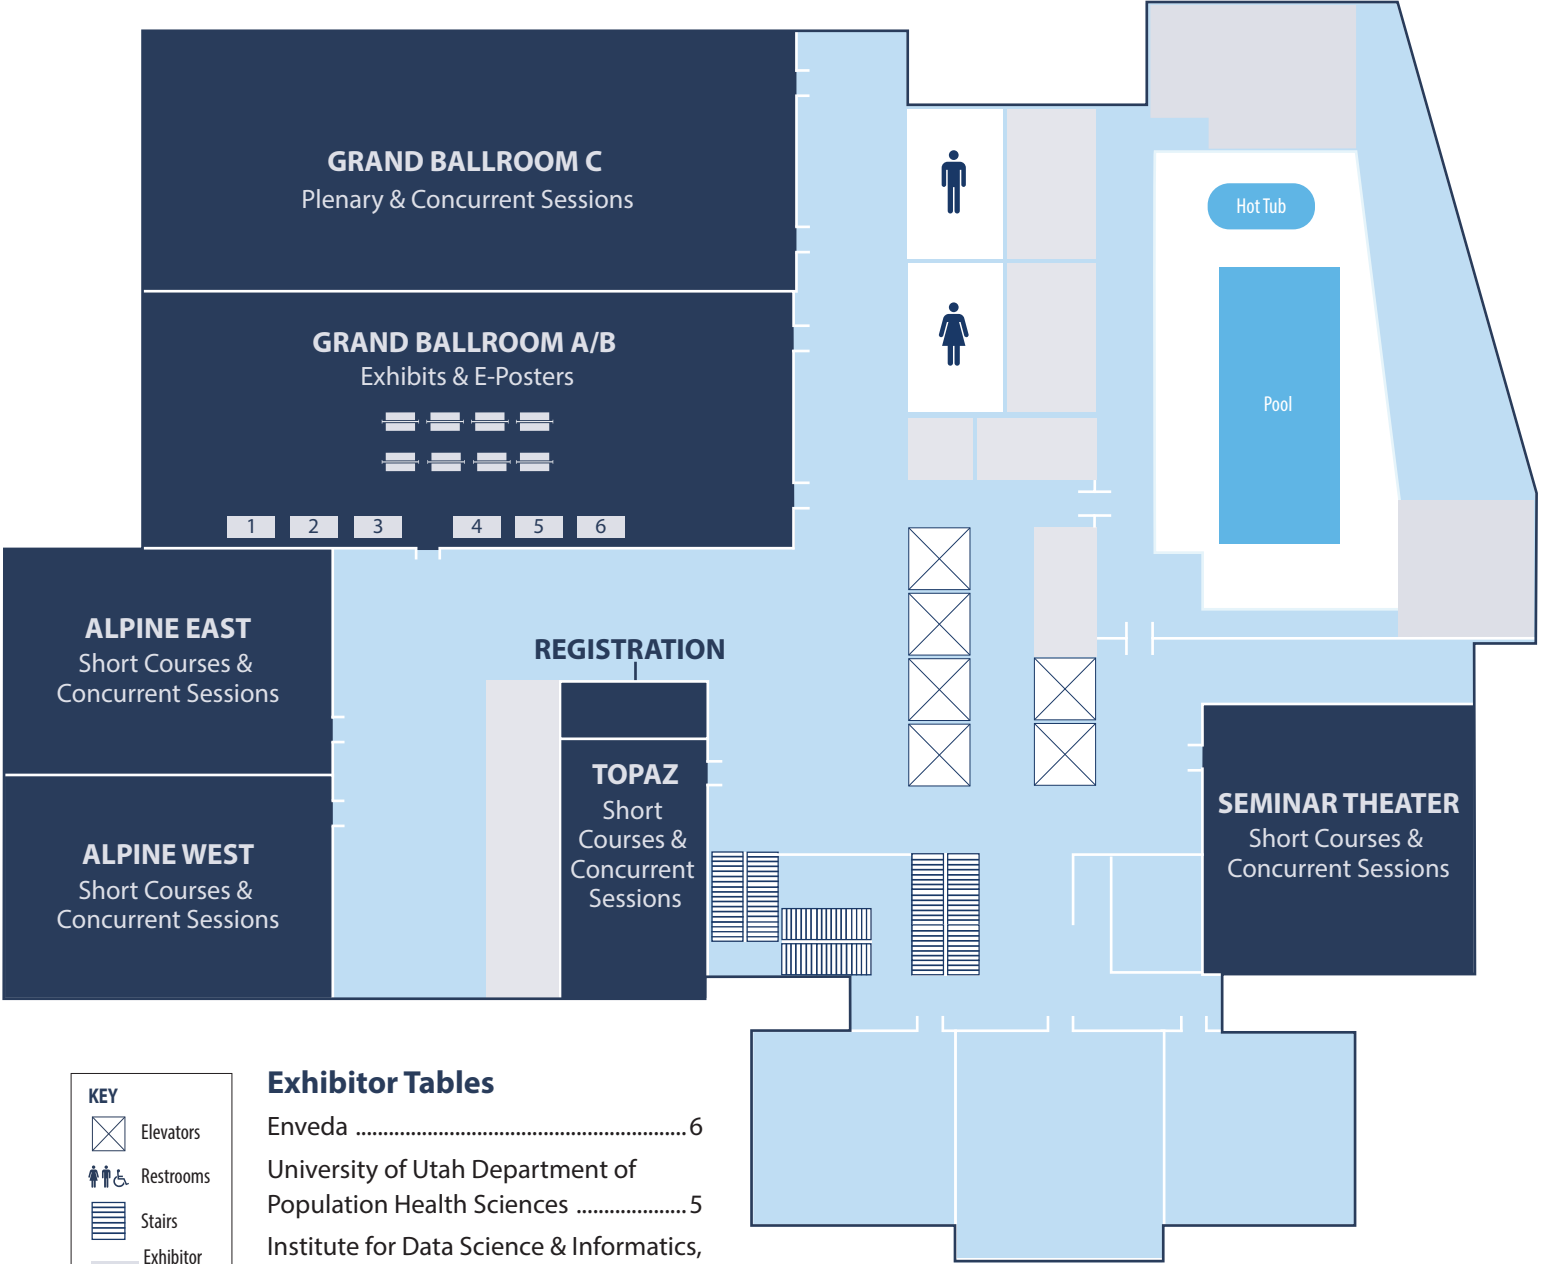 GRAND BALLROOM C
Plenary & Concurrent Sessions
Hot Tub
GRAND BALLROOM A/B
Exhibits & E-Posters
Pool
1 2 3 4 5 6
ALPINE EAST
Short Courses &
Concurrent Sessions
REGISTRATION
TOPAZ
Short
Courses &
Concurrent
Sessions
SEMINAR THEATER
Short Courses &
Concurrent Sessions
ALPINE WEST
Short Courses &
Concurrent Sessions
KEY
Elevators
Restrooms
Stairs
Exhibitor
Exhibitor Tables
Enveda ....................................................... 6
University of Utah Department of
Population Health Sciences ................... 5
Institute for Data Science & Informatics,